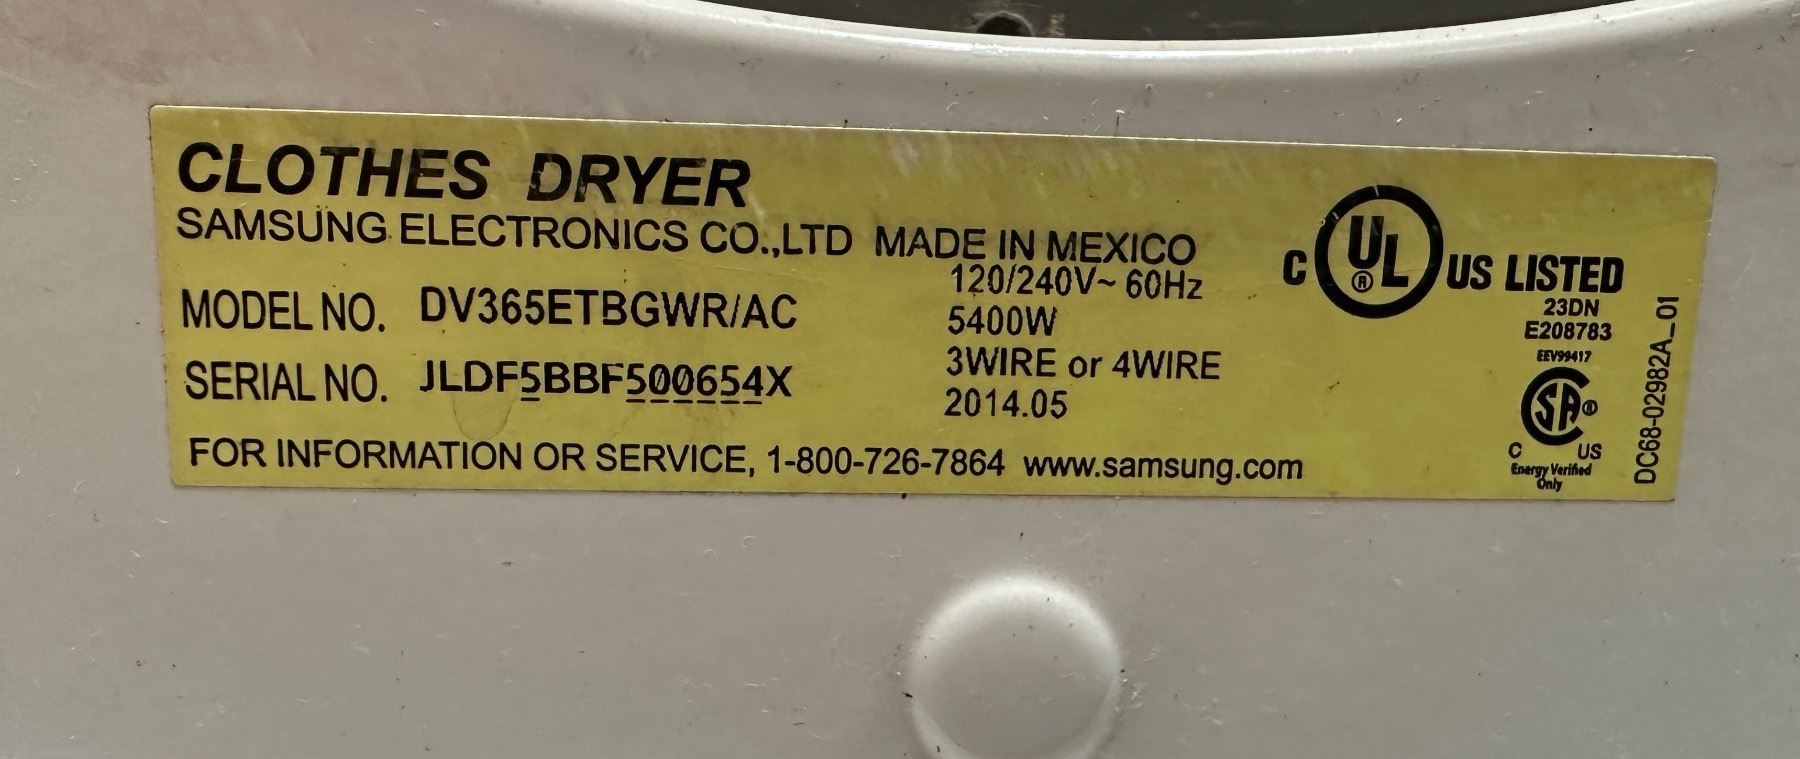 CLOTHES DRYER
SAMSUNG ELECTRONICS CO.,LTD MADE IN MEXICO
120/240V~ 60Hz
MODEL NO. DV365ETBGWR/AC
5400W
SERIAL NO. JLDF5BBF500654X
3WIRE or 4WIRE
2014.05
FOR INFORMATION OR SERVICE, 1-800-726-7864 www.samsung.com
C UL ® US LISTED
23DN
E208783
EEV99417
SA ®
C US
Energy Verified
Only
DC68-02982A_01